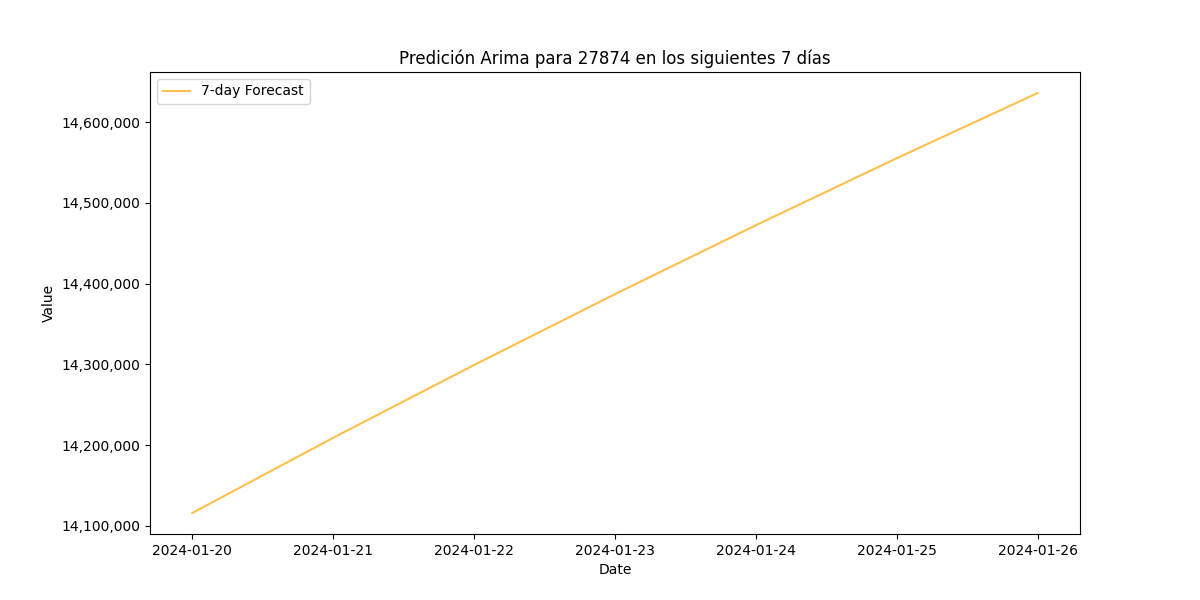 Predición Arima para 27874 en los siguientes 7 días
7-day Forecast
14,600,000
14,500,000
14,400,000
14,300,000
14,200,000
14,100,000
Value
2024-01-20 2024-01-21 2024-01-22 2024-01-23 2024-01-24 2024-01-25 2024-01-26
Date